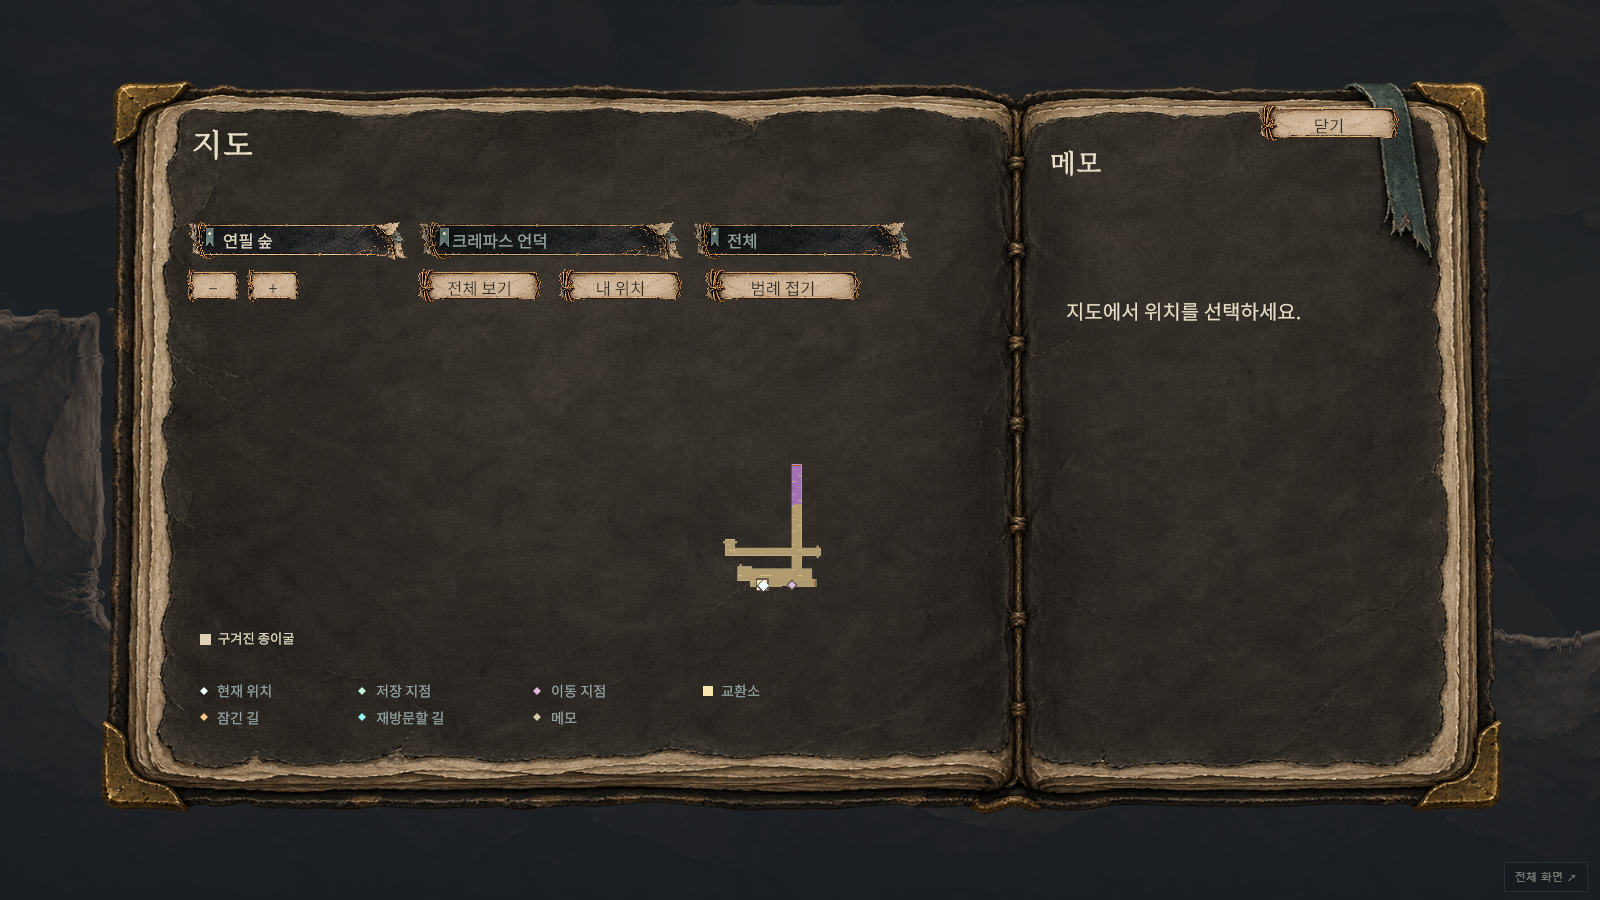 지도
닫기
메모
연필 숲
크레파스 언덕
전체
−
+
전체 보기
내 위치
범례 접기
지도에서 위치를 선택하세요.
구겨진 종이굴
현재 위치
저장 지점
이동 지점
교환소
잠긴 길
재방문할 길
메모
전체 화면 ↗